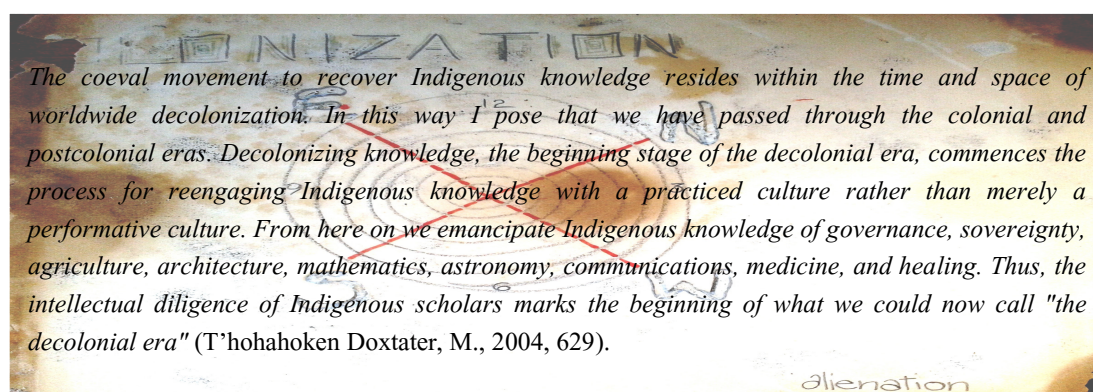 LONIZATION
The coeval movement to recover Indigenous knowledge resides within the time and space of
worldwide decolonization. In this way I pose that we have passed through the colonial and
postcolonial eras. Decolonizing knowledge, the beginning stage of the decolonial era, commences the
process for reengaging Indigenous knowledge with a practiced culture rather than merely a
performative culture. From here on we emancipate Indigenous knowledge of governance, sovereignty,
agriculture, architecture, mathematics, astronomy, communications, medicine, and healing. Thus, the
intellectual diligence of Indigenous scholars marks the beginning of what we could now call "the
decolonial era" (T’hohahoken Doxtater, M., 2004, 629).
12
6
alienation